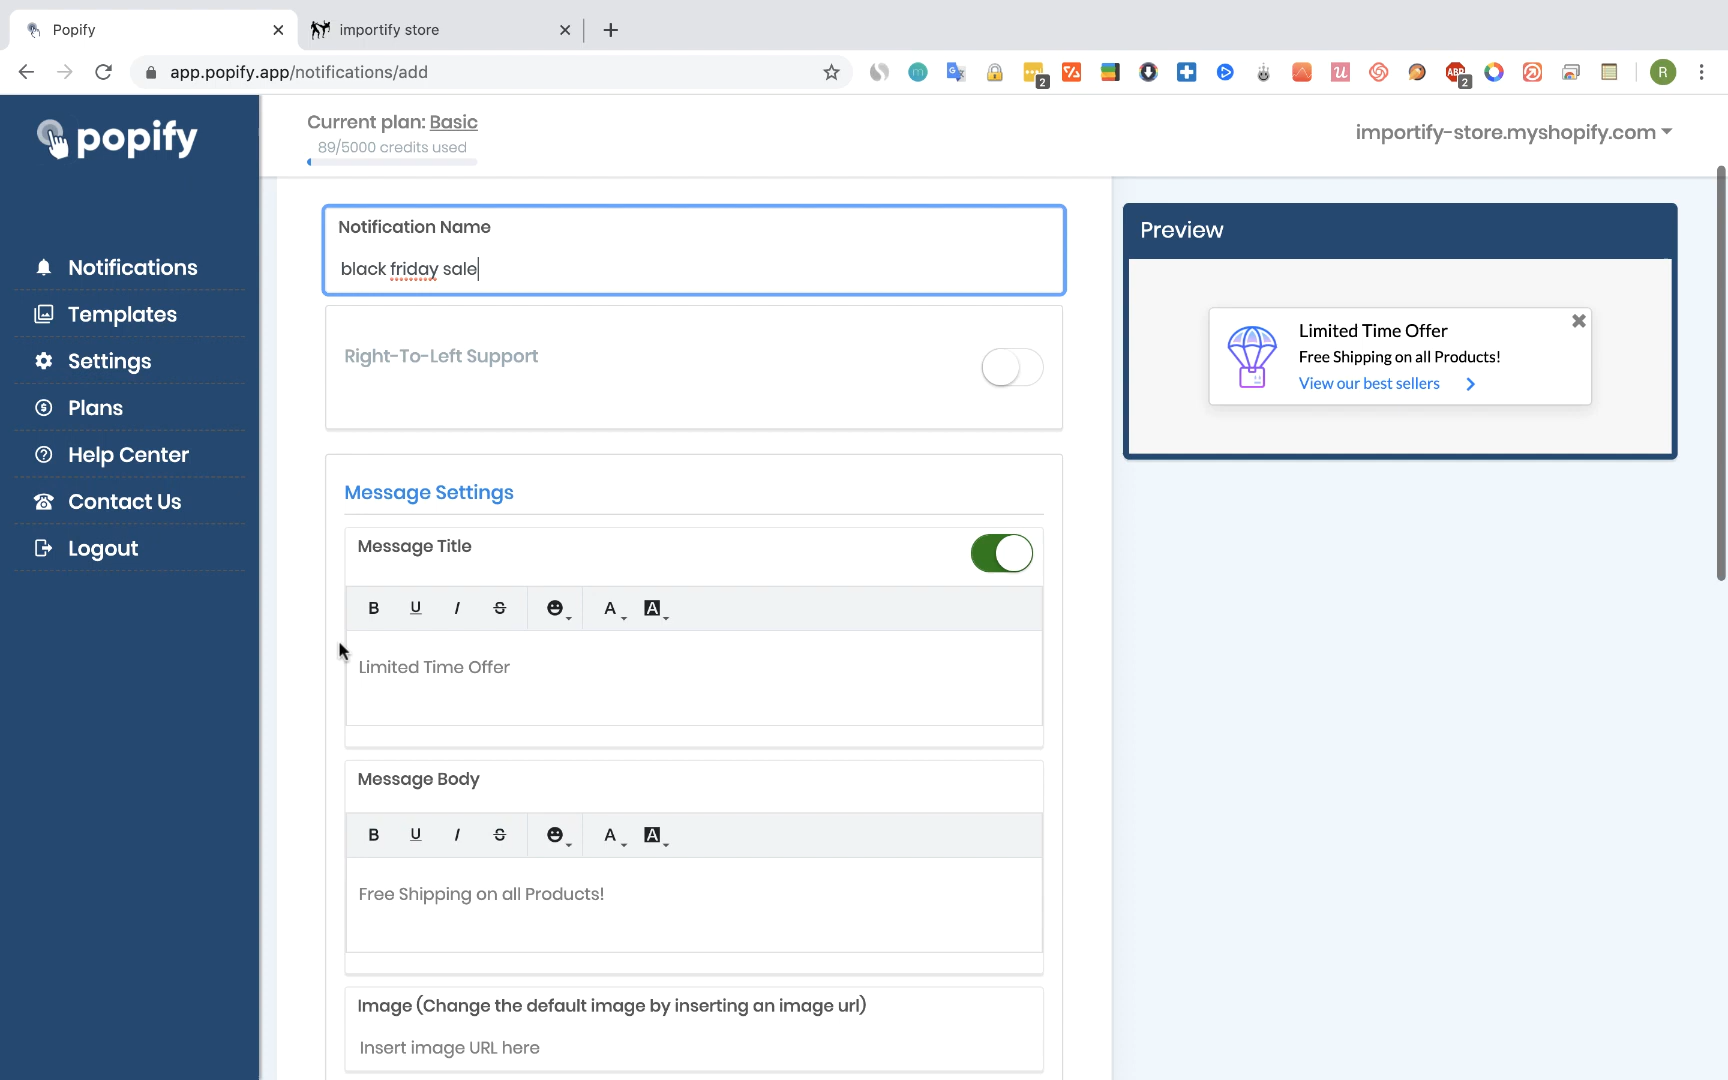 Popify
importify store
app.popify.app/notifications/add
2
ABP
2
R
popify
Current plan: Basic
89/5000 credits used
importify-store.myshopify.com
Notifications
Templates
Settings
Plans
Help Center
Contact Us
Logout
Notification Name
black friday sale
Right-To-Left Support
Message Settings
Message Title
B U I S A A
Limited Time Offer
Message Body
B U I S A A
Free Shipping on all Products!
Image (Change the default image by inserting an image url)
Insert image URL here
Preview
Limited Time Offer
Free Shipping on all Products!
View our best sellers